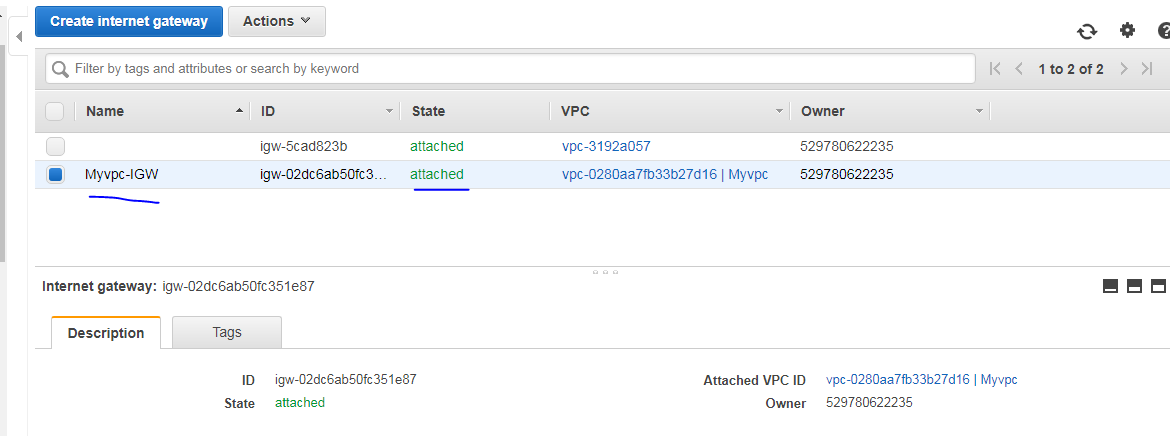 Create internet gateway Actions
Filter by tags and attributes or search by keyword 1 to 2 of 2
Name ID State VPC Owner
igw-5cad823b attached vpc-3192a057 529780622235
Myvpc-IGW igw-02dc6ab50fc3... attached vpc-0280aa7fb33b27d16 | Myvpc 529780622235
Internet gateway: igw-02dc6ab50fc351e87
Description Tags
ID igw-02dc6ab50fc351e87 Attached VPC ID vpc-0280aa7fb33b27d16 | Myvpc
State attached Owner 529780622235